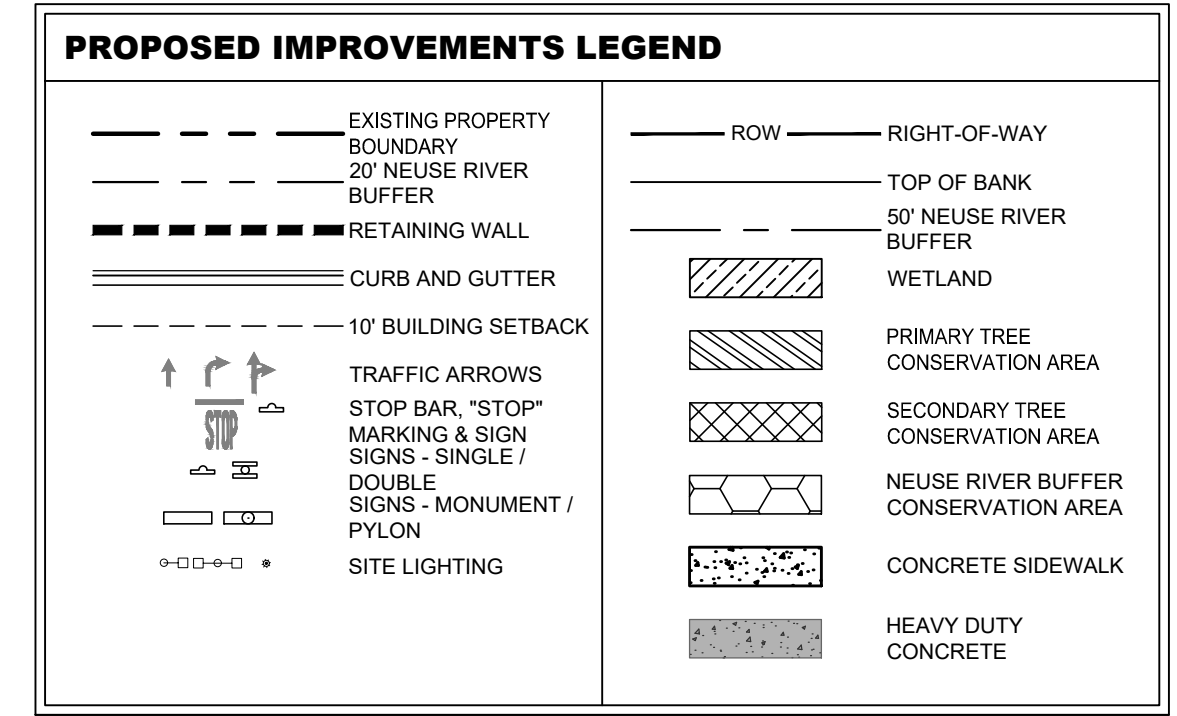 PROPOSED IMPROVEMENTS LEGEND
EXISTING PROPERTY
BOUNDARY
20' NEUSE RIVER
BUFFER
RETAINING WALL
CURB AND GUTTER
10' BUILDING SETBACK
TRAFFIC ARROWS
STOP
STOP BAR, "STOP"
MARKING & SIGN
SIGNS - SINGLE /
DOUBLE
SIGNS - MONUMENT /
PYLON
SITE LIGHTING
ROW
RIGHT-OF-WAY
TOP OF BANK
50' NEUSE RIVER
BUFFER
WETLAND
PRIMARY TREE
CONSERVATION AREA
SECONDARY TREE
CONSERVATION AREA
NEUSE RIVER BUFFER
CONSERVATION AREA
CONCRETE SIDEWALK
HEAVY DUTY
CONCRETE